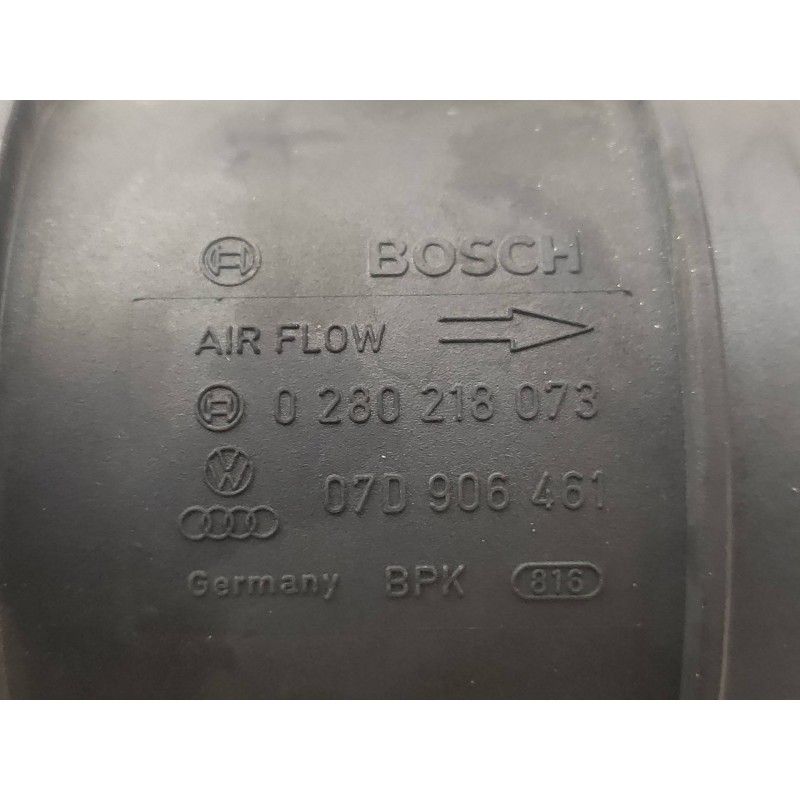 BOSCH
AIR FLOW
0 280 218 073
07D 906 461
Germany BPK 816